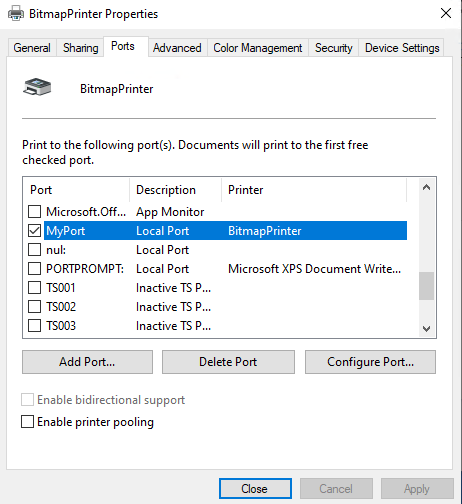 BitmapPrinter Properties
General Sharing Ports Advanced Color Management Security Device Settings
BitmapPrinter
Print to the following port(s). Documents will print to the first free
checked port.
Port Description Printer
Microsoft.Off... App Monitor
MyPort Local Port BitmapPrinter
nul: Local Port
PORTPROMPT: Local Port Microsoft XPS Document Write...
TS001 Inactive TS P...
TS002 Inactive TS P...
TS003 Inactive TS P...
Add Port... Delete Port Configure Port...
Enable bidirectional support
Enable printer pooling
Close Cancel Apply